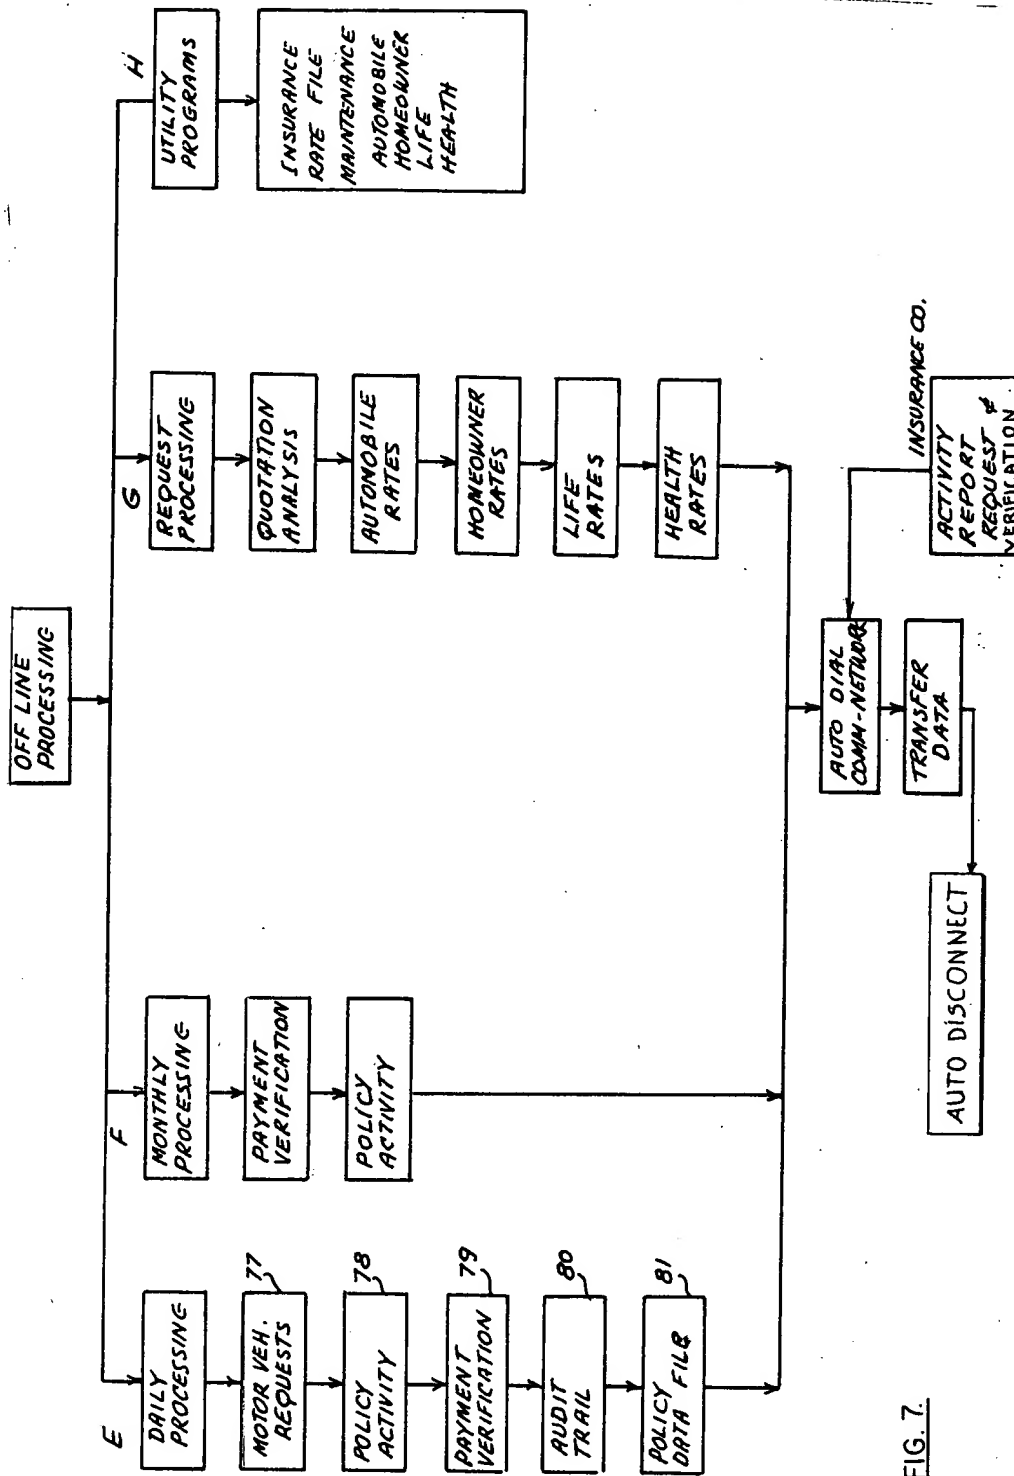 OFF LINE
PROCESSING
E
DAILY
PROCESSING
MOTOR VEH.
REQUESTS
77
POLICY
ACTIVITY
78
PAYMENT
VERIFICATION
79
AUDIT
TRAIL
80
POLICY
DATA FILE
81
F
MONTHLY
PROCESSING
PAYMENT
VERIFICATION
POLICY
ACTIVITY
G
REQUEST
PROCESSING
QUOTATION
ANALYSIS
AUTOMOBILE
RATES
HOMEOWNER
RATES
LIFE
RATES
HEALTH
RATES
H
UTILITY
PROGRAMS
INSURANCE
RATE FILE
MAINTENANCE
AUTOMOBILE
HOMEOWNER
LIFE
HEALTH
AUTO DIAL
COMM-NETWORK
TRANSFER
DATA
AUTO DISCONNECT
INSURANCE CO.
ACTIVITY
REPORT
REQUEST &
VERIFICATION
FIG. 7.